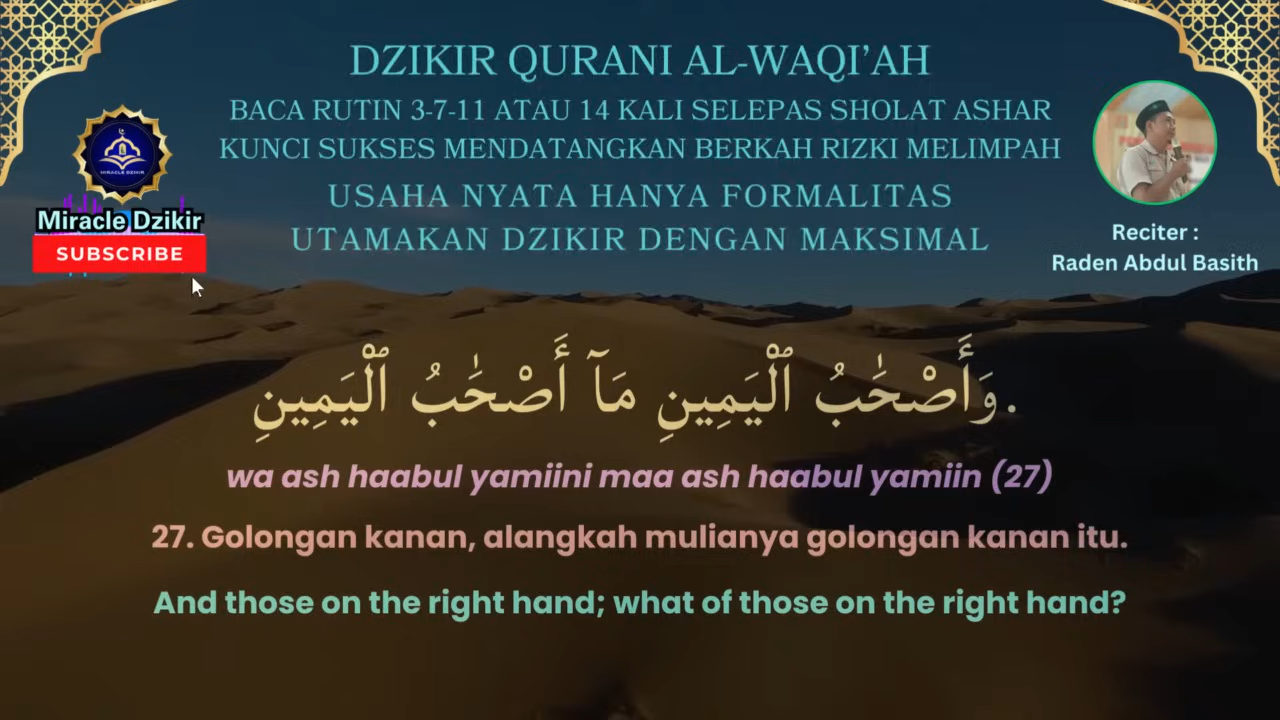 DZIKIR QURANI AL-WAQI'AH
BACA RUTIN 3-7-11 ATAU 14 KALI SELEPAS SHOLAT ASHAR
KUNCI SUKSES MENDATANGKAN BERKAH RIZKI MELIMPAH
USAHA NYATA HANYA FORMALITAS
UTAMAKAN DZIKIR DENGAN MAKSIMAL
MIRACLE DZIKIR
Miracle Dzikir
SUBSCRIBE
Reciter :
Raden Abdul Basith
وَأَصْحَٰبُ ٱلْيَمِينِ مَآ أَصْحَٰبُ ٱلْيَمِينِ.
wa ash haabul yamiini maa ash haabul yamiin (27)
27. Golongan kanan, alangkah mulianya golongan kanan itu.
And those on the right hand; what of those on the right hand?